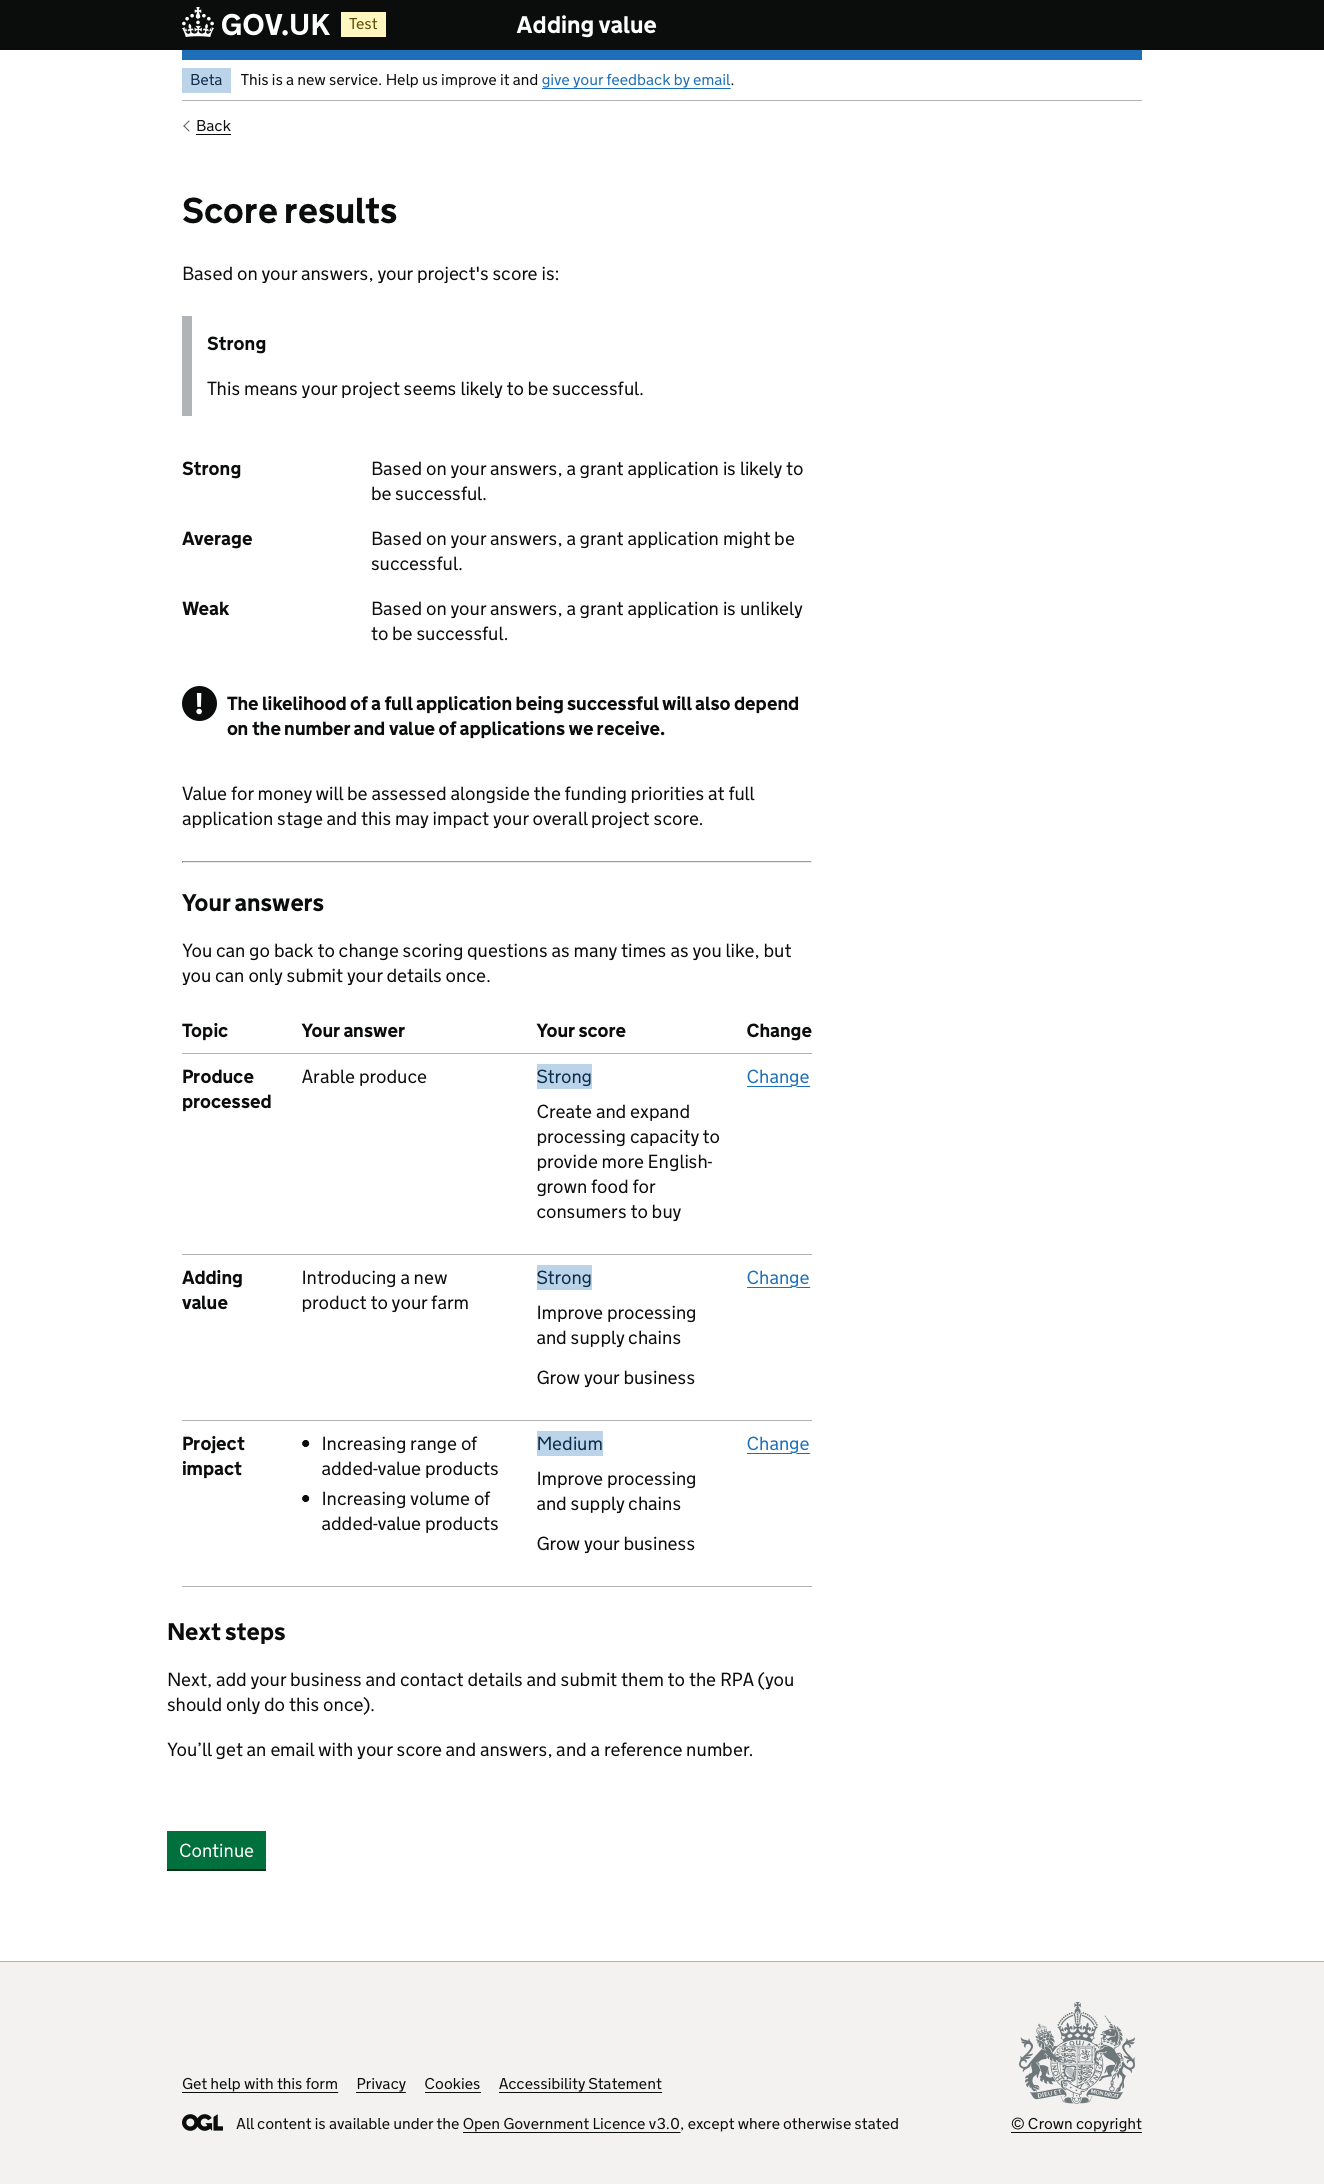 GOV.UK Test Adding value
Beta This is a new service. Help us improve it and give your feedback by email.
Back
Score results
Based on your answers, your project's score is:
Strong
This means your project seems likely to be successful.
Strong Based on your answers, a grant application is likely to
be successful.
Average Based on your answers, a grant application might be
successful.
Weak Based on your answers, a grant application is unlikely
to be successful.
! The likelihood of a full application being successful will also depend
on the number and value of applications we receive.
Value for money will be assessed alongside the funding priorities at full
application stage and this may impact your overall project score.
Your answers
You can go back to change scoring questions as many times as you like, but
you can only submit your details once.
Topic Your answer Your score Change
Produce Arable produce Strong Change
processed
Create and expand
processing capacity to
provide more English-
grown food for
consumers to buy
Adding Introducing a new Strong Change
value product to your farm
Improve processing
and supply chains
Grow your business
Project • Increasing range of Medium Change
impact added-value products
Improve processing
• Increasing volume of and supply chains
added-value products
Grow your business
Next steps
Next, add your business and contact details and submit them to the RPA (you
should only do this once).
You’ll get an email with your score and answers, and a reference number.
Continue
Get help with this form Privacy Cookies Accessibility Statement
OGL All content is available under the Open Government Licence v3.0, except where otherwise stated
© Crown copyright